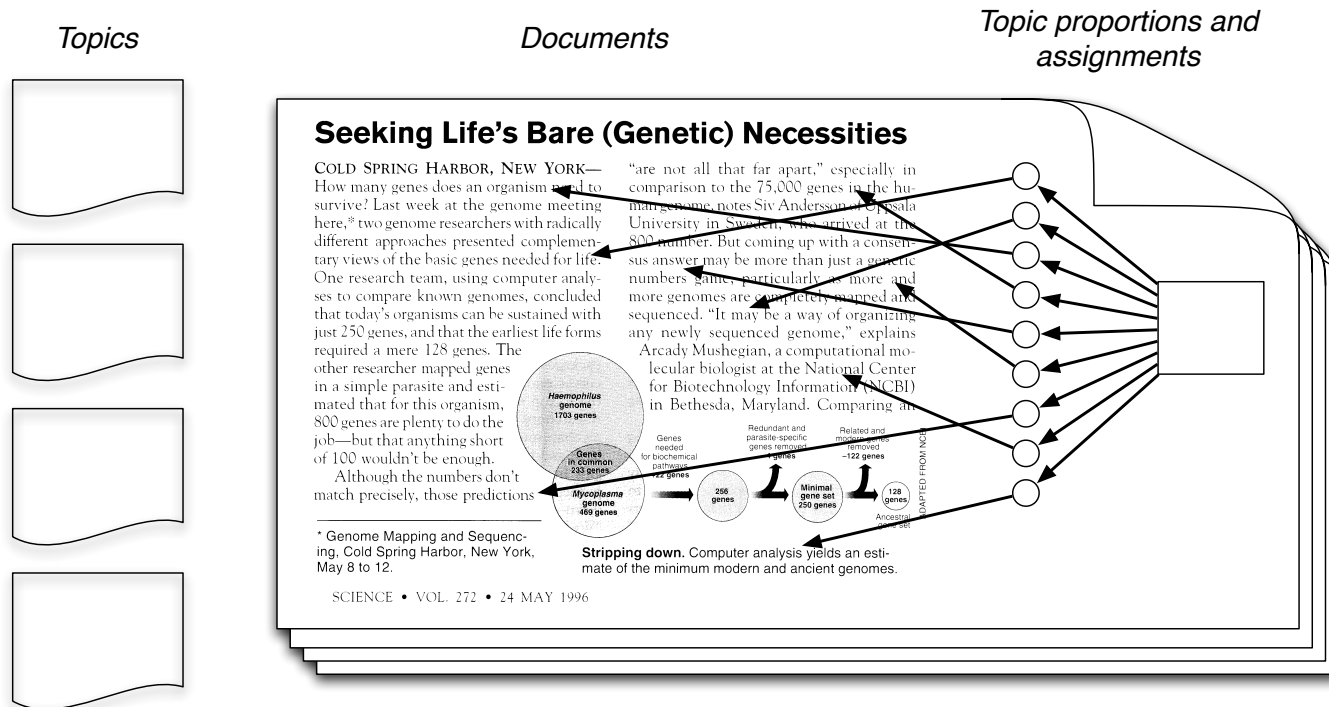 Topics
Documents
Topic proportions and
assignments
Seeking Life's Bare (Genetic) Necessities
COLD SPRING HARBOR, NEW YORK—
How many genes does an organism need to
survive? Last week at the genome meeting
here,* two genome researchers with radically
different approaches presented complemen-
tary views of the basic genes needed for life.
One research team, using computer analy-
ses to compare known genomes, concluded
that today's organisms can be sustained with
just 250 genes, and that the earliest life forms
required a mere 128 genes. The
other researcher mapped genes
in a simple parasite and esti-
mated that for this organism,
800 genes are plenty to do the
job—but that anything short
of 100 wouldn't be enough.
Although the numbers don't
match precisely, those predictions
* Genome Mapping and Sequenc-
ing, Cold Spring Harbor, New York,
May 8 to 12.
"are not all that far apart," especially in
comparison to the 75,000 genes in the hu-
man genome, notes Siv Andersson of Uppsala
University in Sweden, who arrived at the
800 number. But coming up with a consen-
sus answer may be more than just a genetic
numbers game, particularly as more and
more genomes are completely mapped and
sequenced. "It may be a way of organizing
any newly sequenced genome," explains
Arcady Mushegian, a computational mo-
lecular biologist at the National Center
for Biotechnology Information (NCBI)
in Bethesda, Maryland. Comparing an
Haemophilus
genome
1703 genes
Genes
in common
233 genes
Mycoplasma
genome
469 genes
Genes
needed
for biochemical
pathways
+22 genes
256
genes
Redundant and
parasite-specific
genes removed
genes
Minimal
gene set
250 genes
Related and
modern genes
removed
–122 genes
128
genes
Ancestral
gene set
ADAPTED FROM NCBI
Stripping down. Computer analysis yields an esti-
mate of the minimum modern and ancient genomes.
SCIENCE • VOL. 272 • 24 MAY 1996